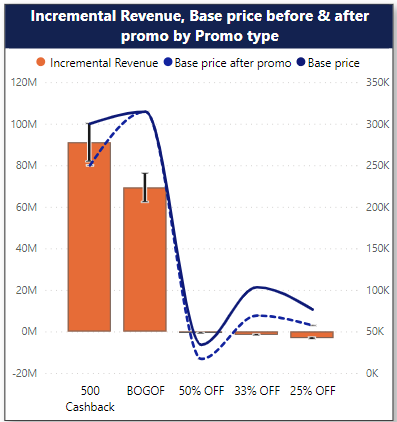 Incremental Revenue, Base price before & after
promo by Promo type
Incremental Revenue Base price after promo Base price
120M 350K
100M 300K
80M 250K
60M 200K
40M 150K
20M 100K
0M 50K
-20M 0K
500 Cashback BOGOF 50% OFF 33% OFF 25% OFF